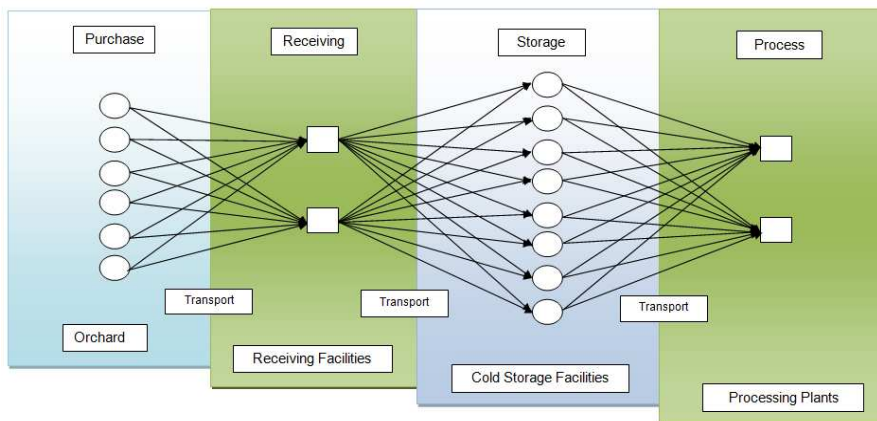 Purchase
Receiving
Storage
Process
Transport
Transport
Transport
Orchard
Receiving Facilities
Cold Storage Facilities
Processing Plants